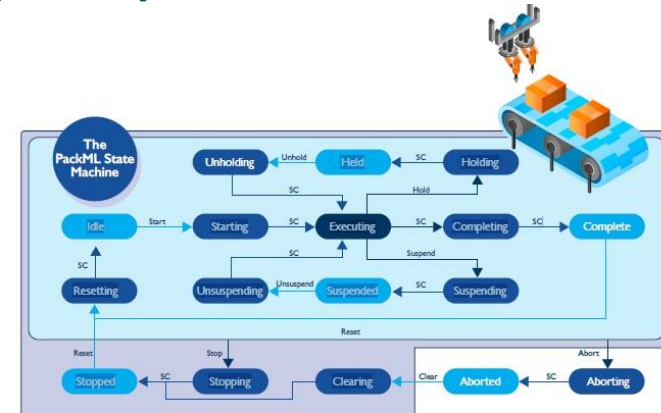 The
PackML State
Machine
Unholding
Unhold
Held
SC
Holding
SC
Hold
Idle
Start
Starting
SC
Executing
SC
Completing
SC
Complete
SC
SC
Suspend
Resetting
Unsuspending
Unsuspend
Suspended
SC
Suspending
Reset
Reset
Stop
Abort
Stopped
SC
Stopping
Clearing
Clear
Aborted
SC
Aborting